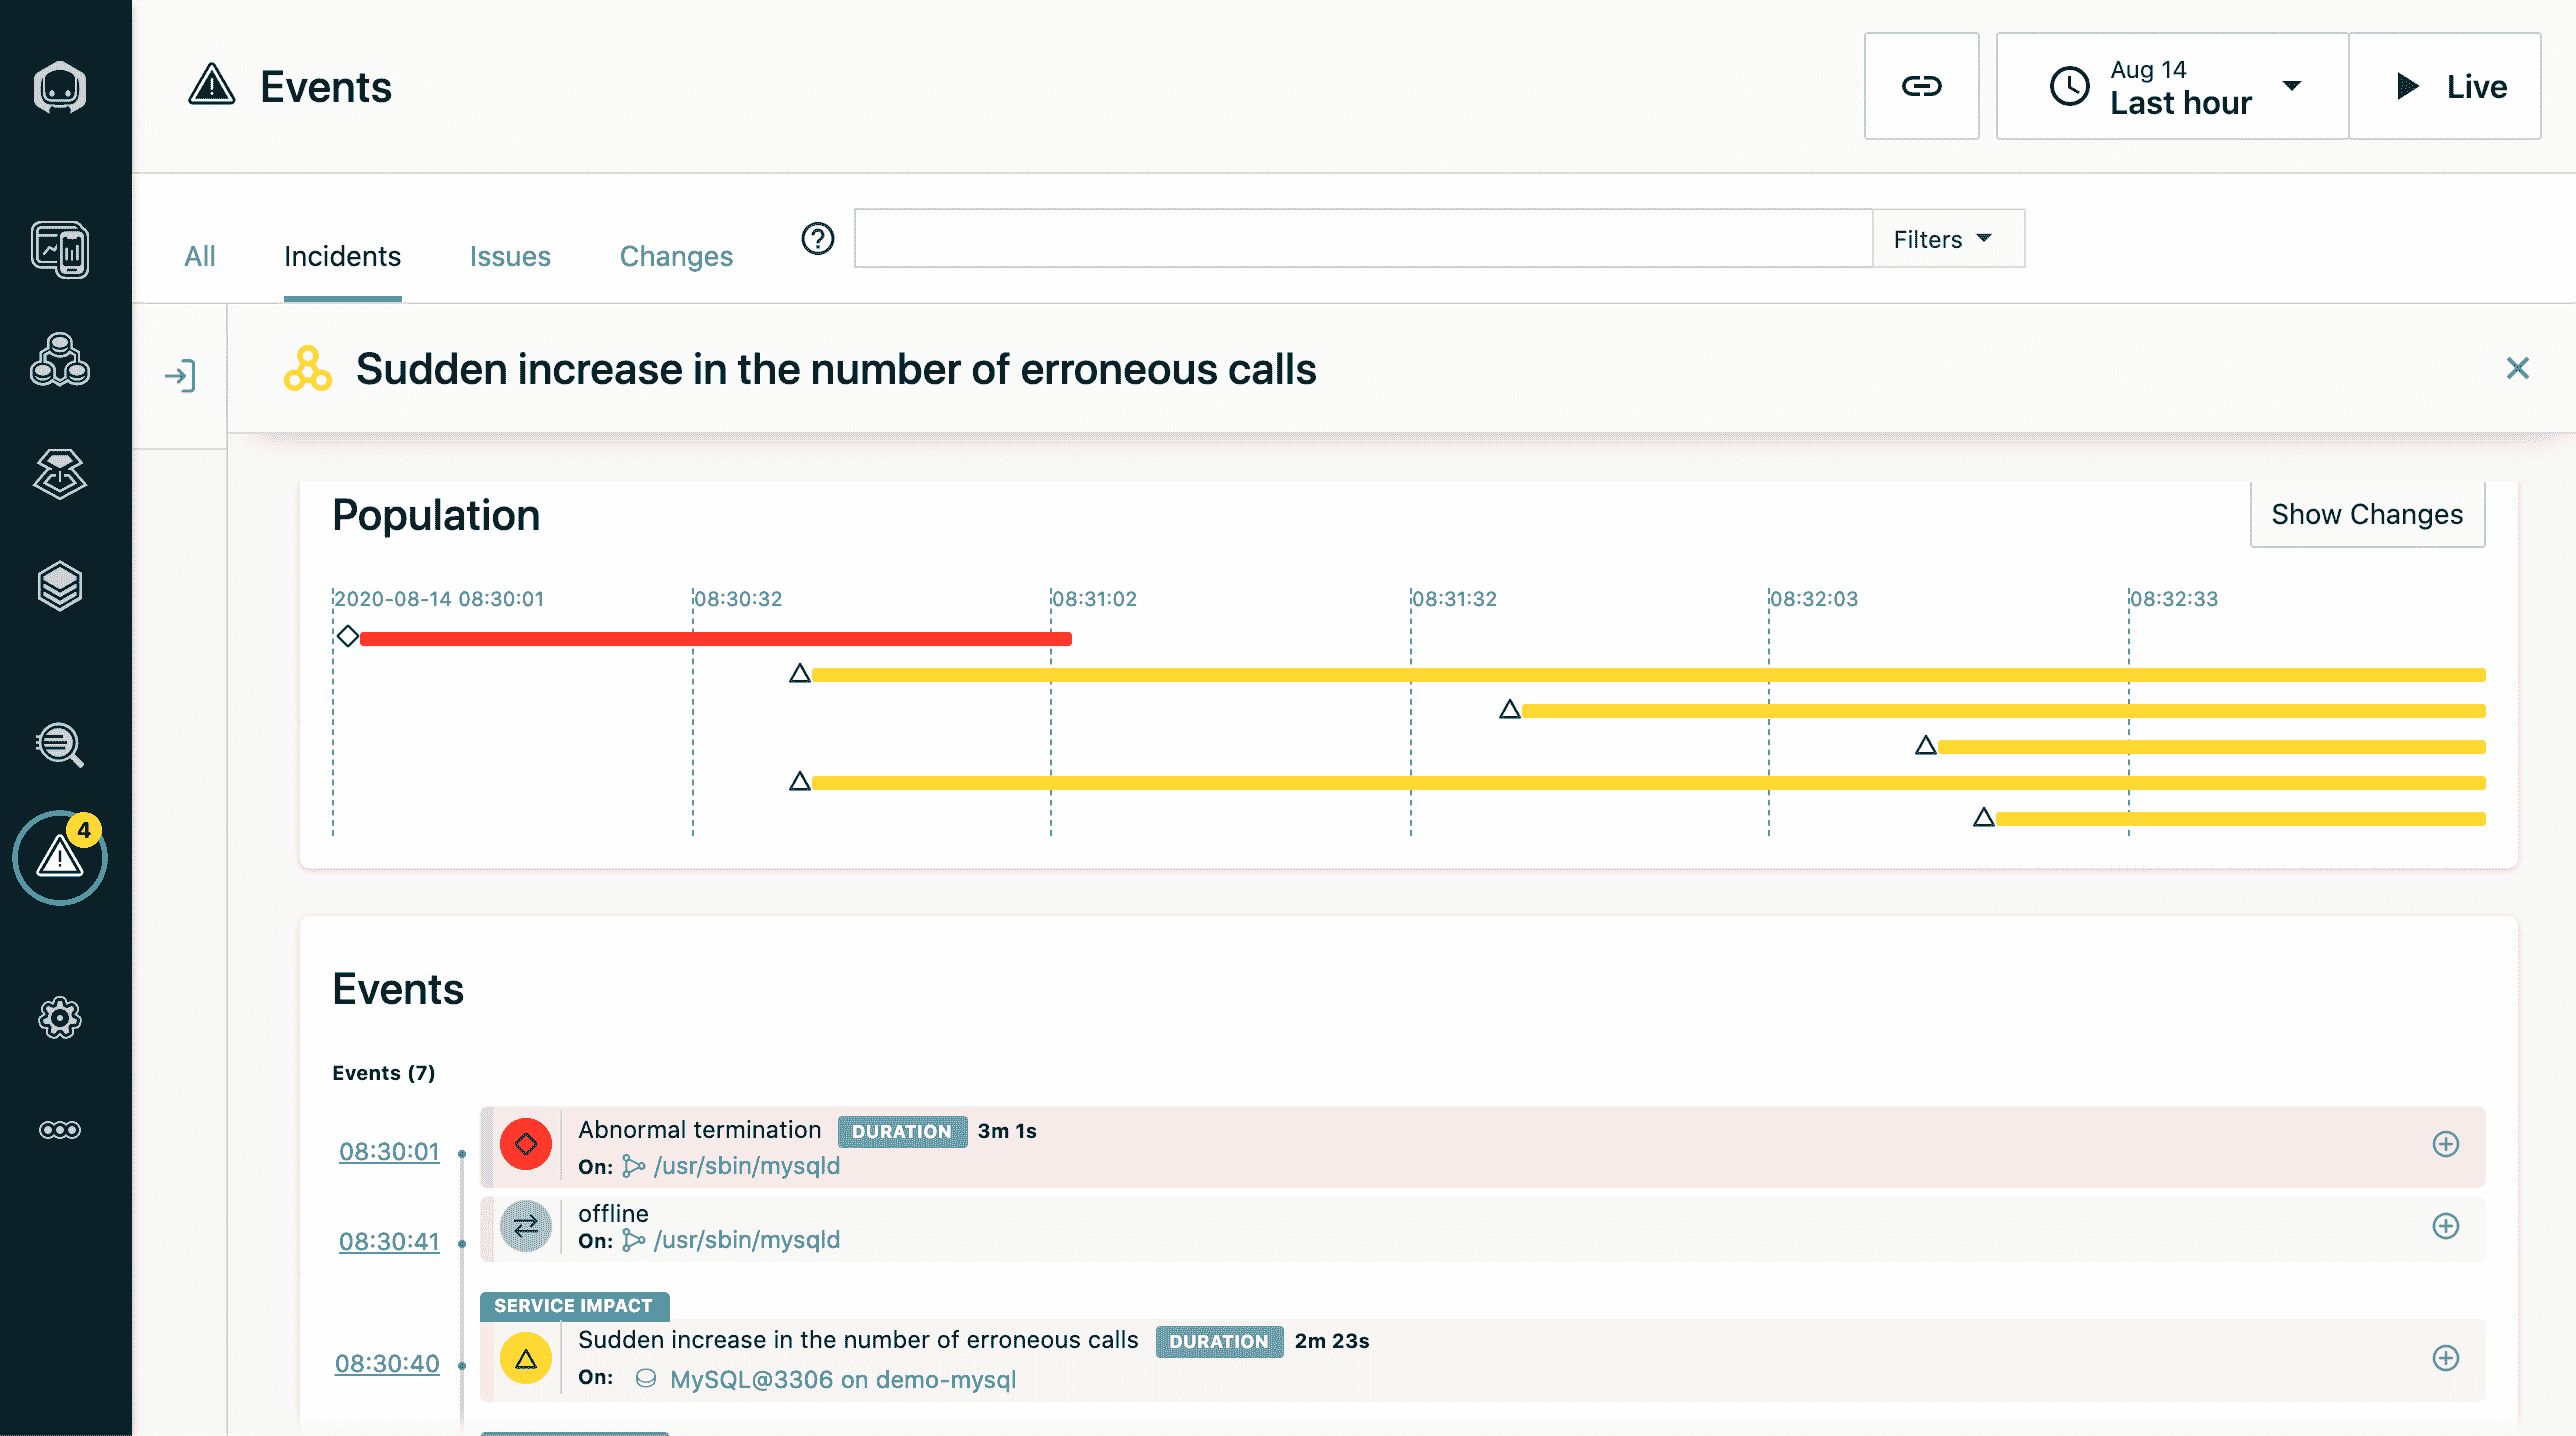 Events
Aug 14
Last hour
Live
All
Incidents
Issues
Changes
Filters
Sudden increase in the number of erroneous calls
Population
Show Changes
2020-08-14 08:30:01
08:30:32
08:31:02
08:31:32
08:32:03
08:32:33
4
Events
Events (7)
08:30:01
Abnormal termination DURATION 3m 1s
On: /usr/sbin/mysqld
08:30:41
offline
On: /usr/sbin/mysqld
SERVICE IMPACT
08:30:40
Sudden increase in the number of erroneous calls DURATION 2m 23s
On: MySQL@3306 on demo-mysql